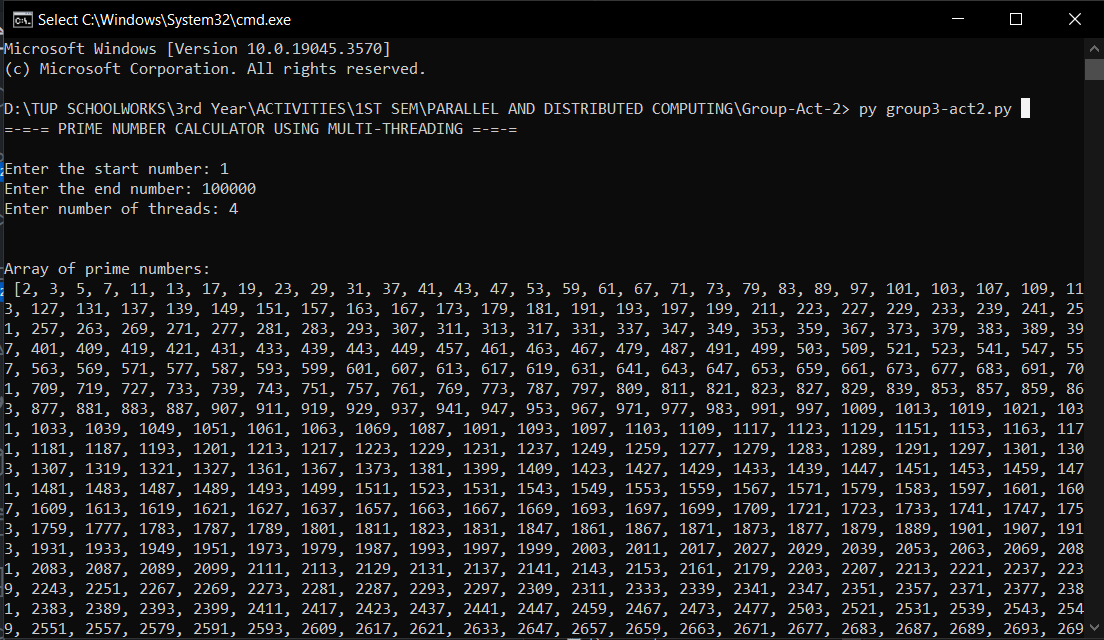 Select C:\Windows\System32\cmd.exe
Microsoft Windows [Version 10.0.19045.3570]
(c) Microsoft Corporation. All rights reserved.
D:\TUP SCHOOLWORKS\3rd Year\ACTIVITIES\1ST SEM\PARALLEL AND DISTRIBUTED COMPUTING\Group-Act-2> py group3-act2.py
=-=-= PRIME NUMBER CALCULATOR USING MULTI-THREADING =-=-=
Enter the start number: 1
Enter the end number: 100000
Enter number of threads: 4
Array of prime numbers:
[2, 3, 5, 7, 11, 13, 17, 19, 23, 29, 31, 37, 41, 43, 47, 53, 59, 61, 67, 71, 73, 79, 83, 89, 97, 101, 103, 107, 109, 11
3, 127, 131, 137, 139, 149, 151, 157, 163, 167, 173, 179, 181, 191, 193, 197, 199, 211, 223, 227, 229, 233, 239, 241, 25
1, 257, 263, 269, 271, 277, 281, 283, 293, 307, 311, 313, 317, 331, 337, 347, 349, 353, 359, 367, 373, 379, 383, 389, 39
7, 401, 409, 419, 421, 431, 433, 439, 443, 449, 457, 461, 463, 467, 479, 487, 491, 499, 503, 509, 521, 523, 541, 547, 55
7, 563, 569, 571, 577, 587, 593, 599, 601, 607, 613, 617, 619, 631, 641, 643, 647, 653, 659, 661, 673, 677, 683, 691, 70
1, 709, 719, 727, 733, 739, 743, 751, 757, 761, 769, 773, 787, 797, 809, 811, 821, 823, 827, 829, 839, 853, 857, 859, 86
3, 877, 881, 883, 887, 907, 911, 919, 929, 937, 941, 947, 953, 967, 971, 977, 983, 991, 997, 1009, 1013, 1019, 1021, 103
1, 1033, 1039, 1049, 1051, 1061, 1063, 1069, 1087, 1091, 1093, 1097, 1103, 1109, 1117, 1123, 1129, 1151, 1153, 1163, 117
1, 1181, 1187, 1193, 1201, 1213, 1217, 1223, 1229, 1231, 1237, 1249, 1259, 1277, 1279, 1283, 1289, 1291, 1297, 1301, 130
3, 1307, 1319, 1321, 1327, 1361, 1367, 1373, 1381, 1399, 1409, 1423, 1427, 1429, 1433, 1439, 1447, 1451, 1453, 1459, 147
1, 1481, 1483, 1487, 1489, 1493, 1499, 1511, 1523, 1531, 1543, 1549, 1553, 1559, 1567, 1571, 1579, 1583, 1597, 1601, 160
7, 1609, 1613, 1619, 1621, 1627, 1637, 1657, 1663, 1667, 1669, 1693, 1697, 1699, 1709, 1721, 1723, 1733, 1741, 1747, 175
3, 1759, 1777, 1783, 1787, 1789, 1801, 1811, 1823, 1831, 1847, 1861, 1867, 1871, 1873, 1877, 1879, 1889, 1901, 1907, 191
3, 1931, 1933, 1949, 1951, 1973, 1979, 1987, 1993, 1997, 1999, 2003, 2011, 2017, 2027, 2029, 2039, 2053, 2063, 2069, 208
1, 2083, 2087, 2089, 2099, 2111, 2113, 2129, 2131, 2137, 2141, 2143, 2153, 2161, 2179, 2203, 2207, 2213, 2221, 2237, 223
9, 2243, 2251, 2267, 2269, 2273, 2281, 2287, 2293, 2297, 2309, 2311, 2333, 2339, 2341, 2347, 2351, 2357, 2371, 2377, 238
1, 2383, 2389, 2393, 2399, 2411, 2417, 2423, 2437, 2441, 2447, 2459, 2467, 2473, 2477, 2503, 2521, 2531, 2539, 2543, 254
9, 2551, 2557, 2579, 2591, 2593, 2609, 2617, 2621, 2633, 2647, 2657, 2659, 2663, 2671, 2677, 2683, 2687, 2689, 2693, 269